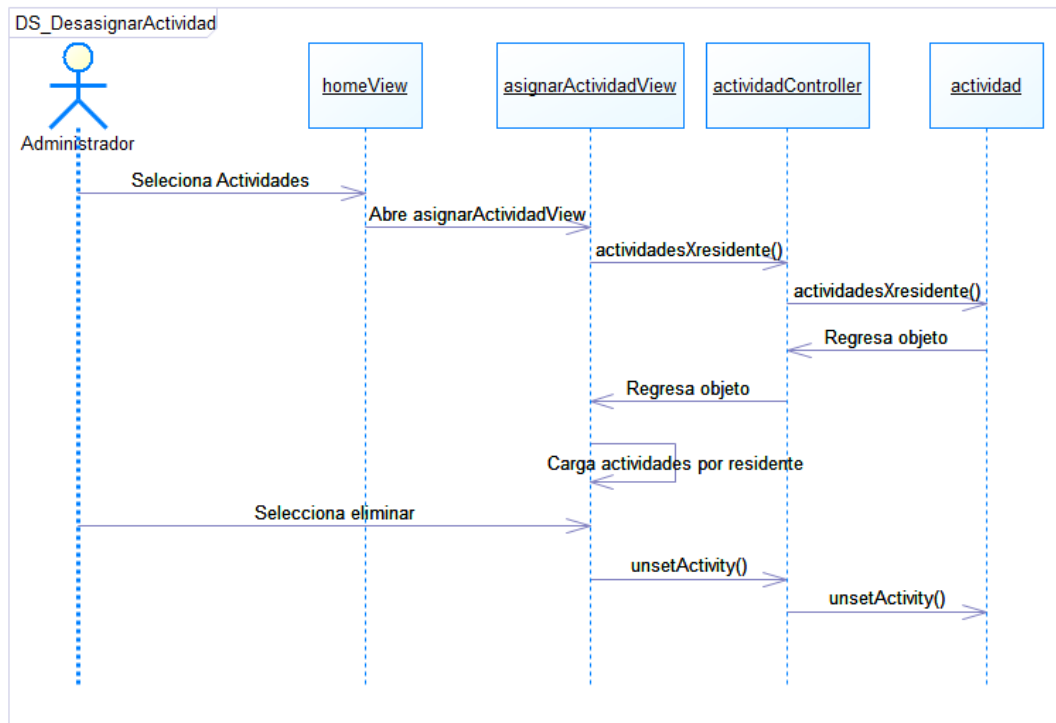 DS_DesasignarActividad
homeView
asignarActividadView
actividadController
actividad
Administrador
Seleciona Actividades
Abre asignarActividadView
actividadesXresidente()
actividadesXresidente()
Regresa objeto
Regresa objeto
Carga actividades por residente
Selecciona eliminar
unsetActivity()
unsetActivity()